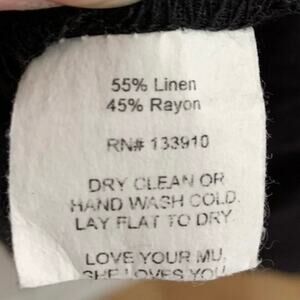 55% Linen
45% Rayon
RN# 133910
DRY CLEAN OR
HAND WASH COLD.
LAY FLAT TO DRY.
LOVE YOUR MU,
SHE LOVES YOU